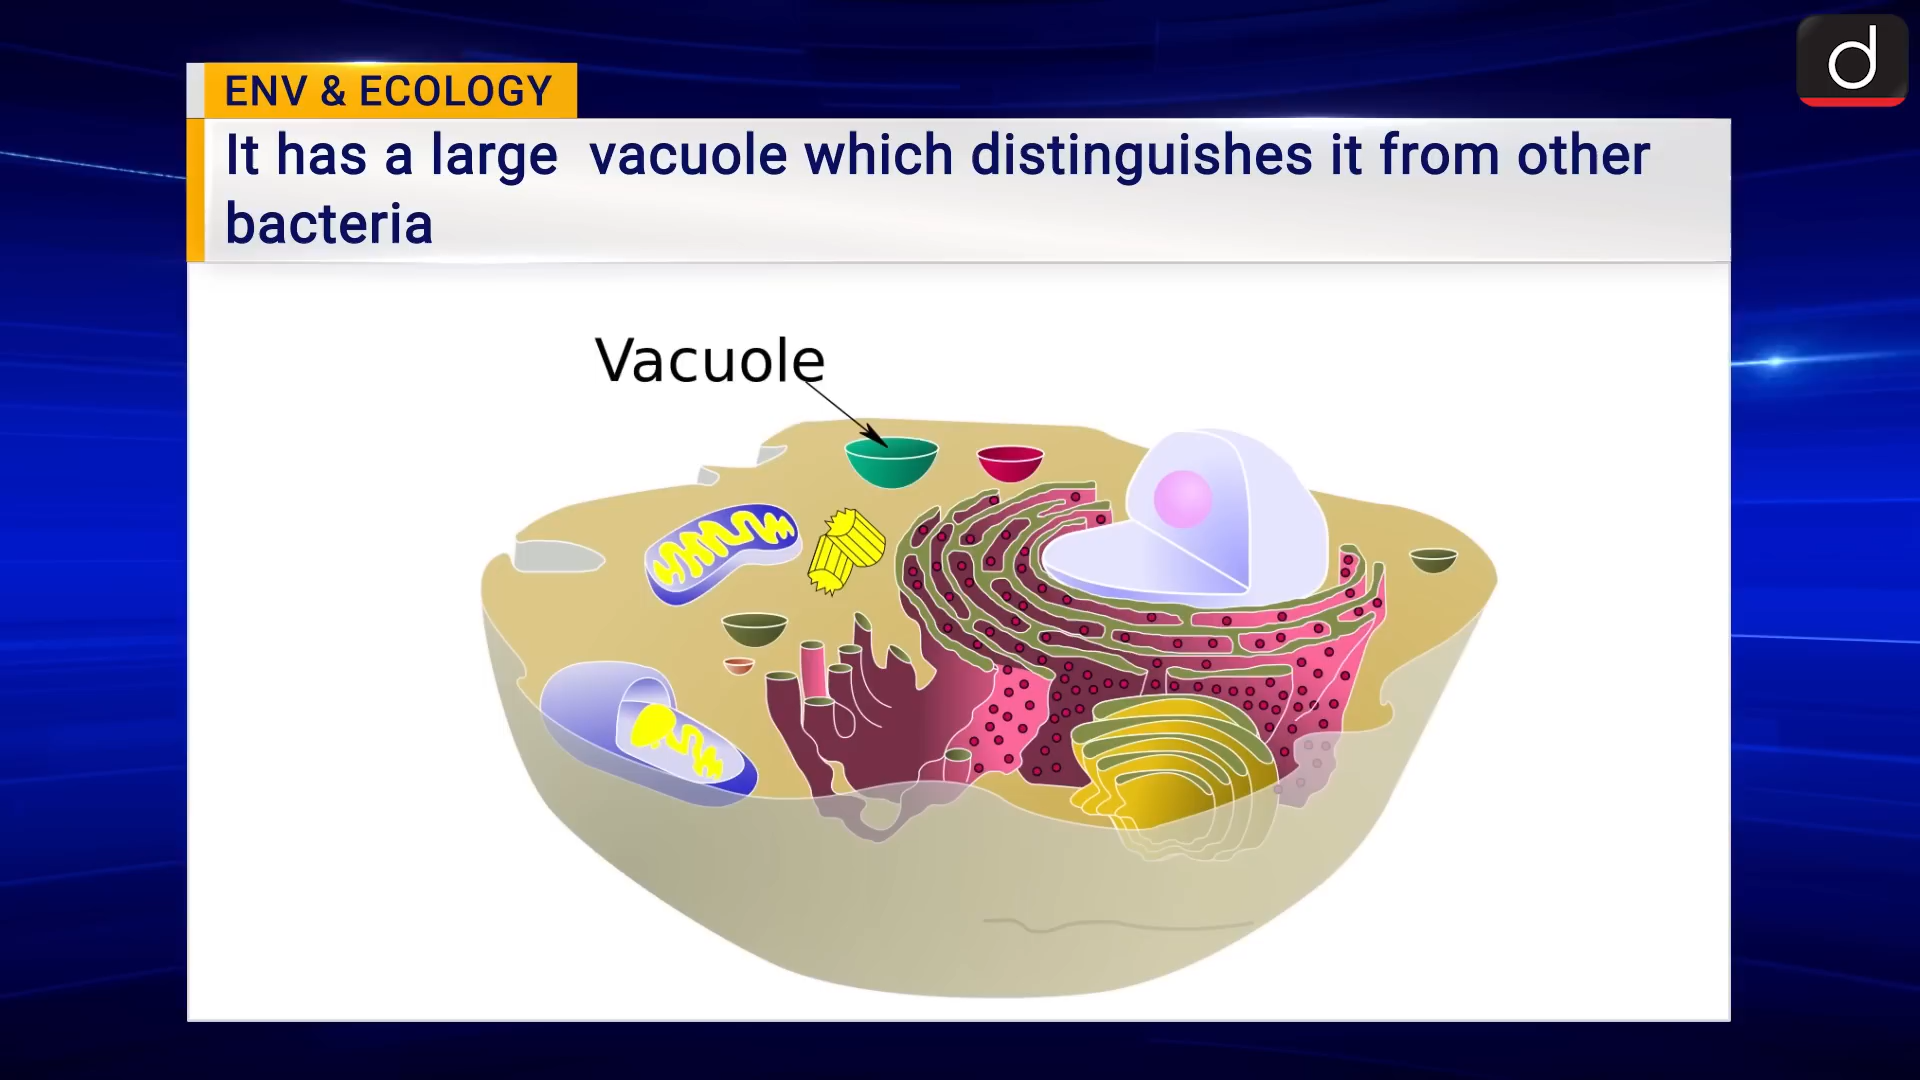 d
ENV & ECOLOGY
It has a large  vacuole which distinguishes it from other
bacteria
Vacuole